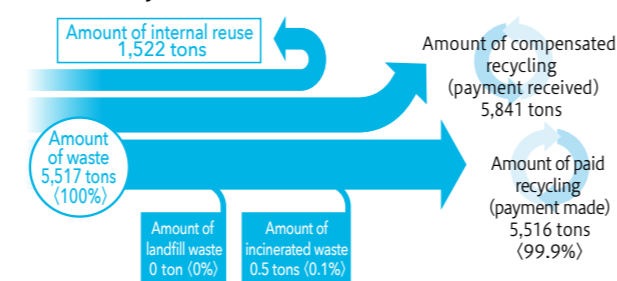 Amount of internal reuse
1,522 tons
Amount of compensated
recycling
(payment received)
5,841 tons
Amount
of waste
5,517 tons
〈100%〉
Amount of paid
recycling
(payment made)
5,516 tons
〈99.9%〉
Amount of
landfill waste
0 ton 〈0%〉
Amount of
incinerated waste
0.5 tons 〈0.1%〉